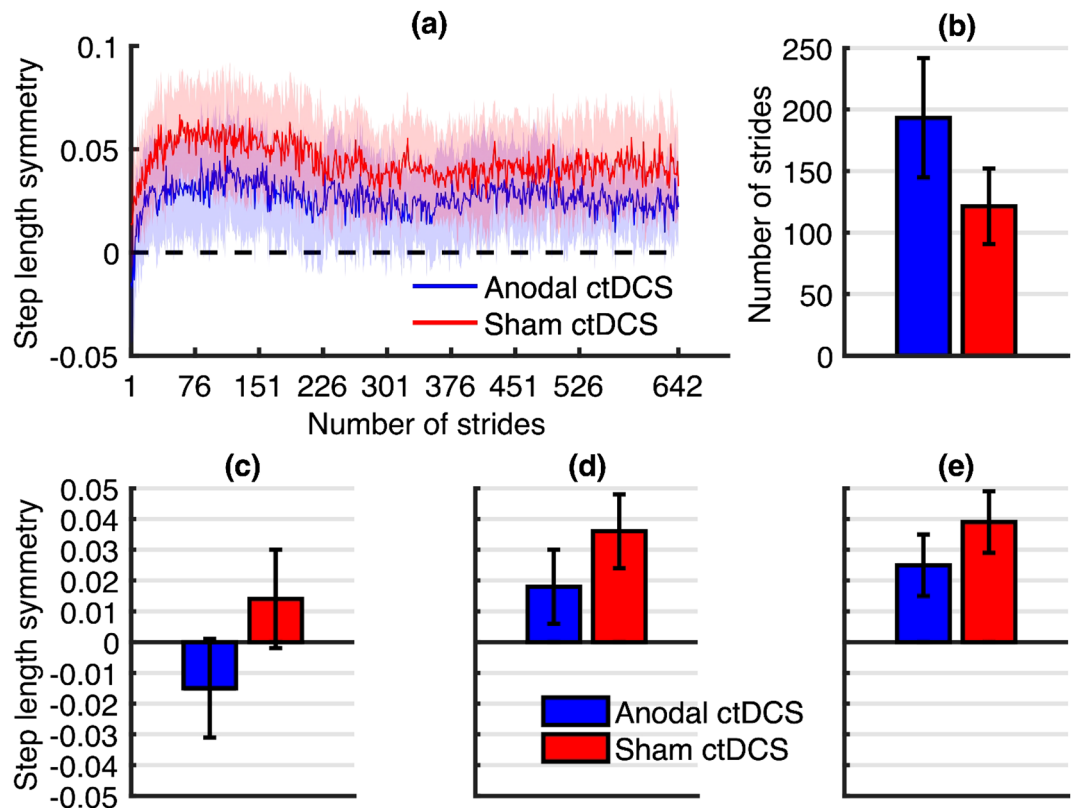 (a)
Step length symmetry
0.1
0.05
0
-0.05
1 76 151 226 301 376 451 526 642
Number of strides
Anodal ctDCS
Sham ctDCS
(b)
Number of strides
250
200
150
100
50
0
(c)
Step length symmetry
0.05
0.04
0.03
0.02
0.01
0
-0.01
-0.02
-0.03
-0.04
-0.05
(d)
Anodal ctDCS
Sham ctDCS
(e)